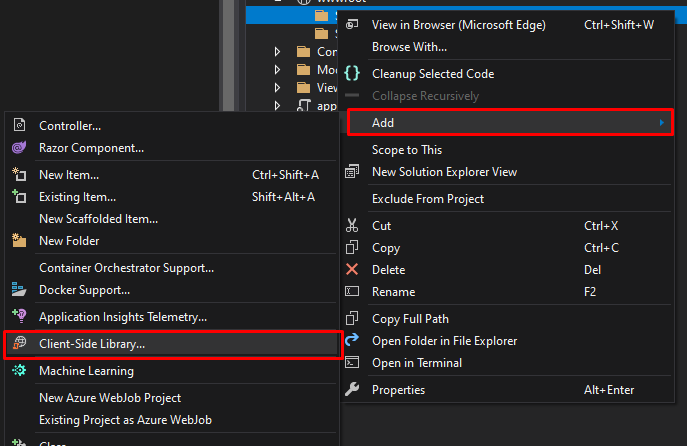 wwwroot
S
S
Con
Mod
View
app
View in Browser (Microsoft Edge) Ctrl+Shift+W
Browse With...
Cleanup Selected Code
Collapse Recursively
Add
Scope to This
New Solution Explorer View
Exclude From Project
Cut Ctrl+X
Copy Ctrl+C
Delete Del
Rename F2
Copy Full Path
Open Folder in File Explorer
Open in Terminal
Properties Alt+Enter
Controller...
Razor Component...
New Item... Ctrl+Shift+A
Existing Item... Shift+Alt+A
New Scaffolded Item...
New Folder
Container Orchestrator Support...
Docker Support...
Application Insights Telemetry...
Client-Side Library...
Machine Learning
New Azure WebJob Project
Existing Project as Azure WebJob
Class